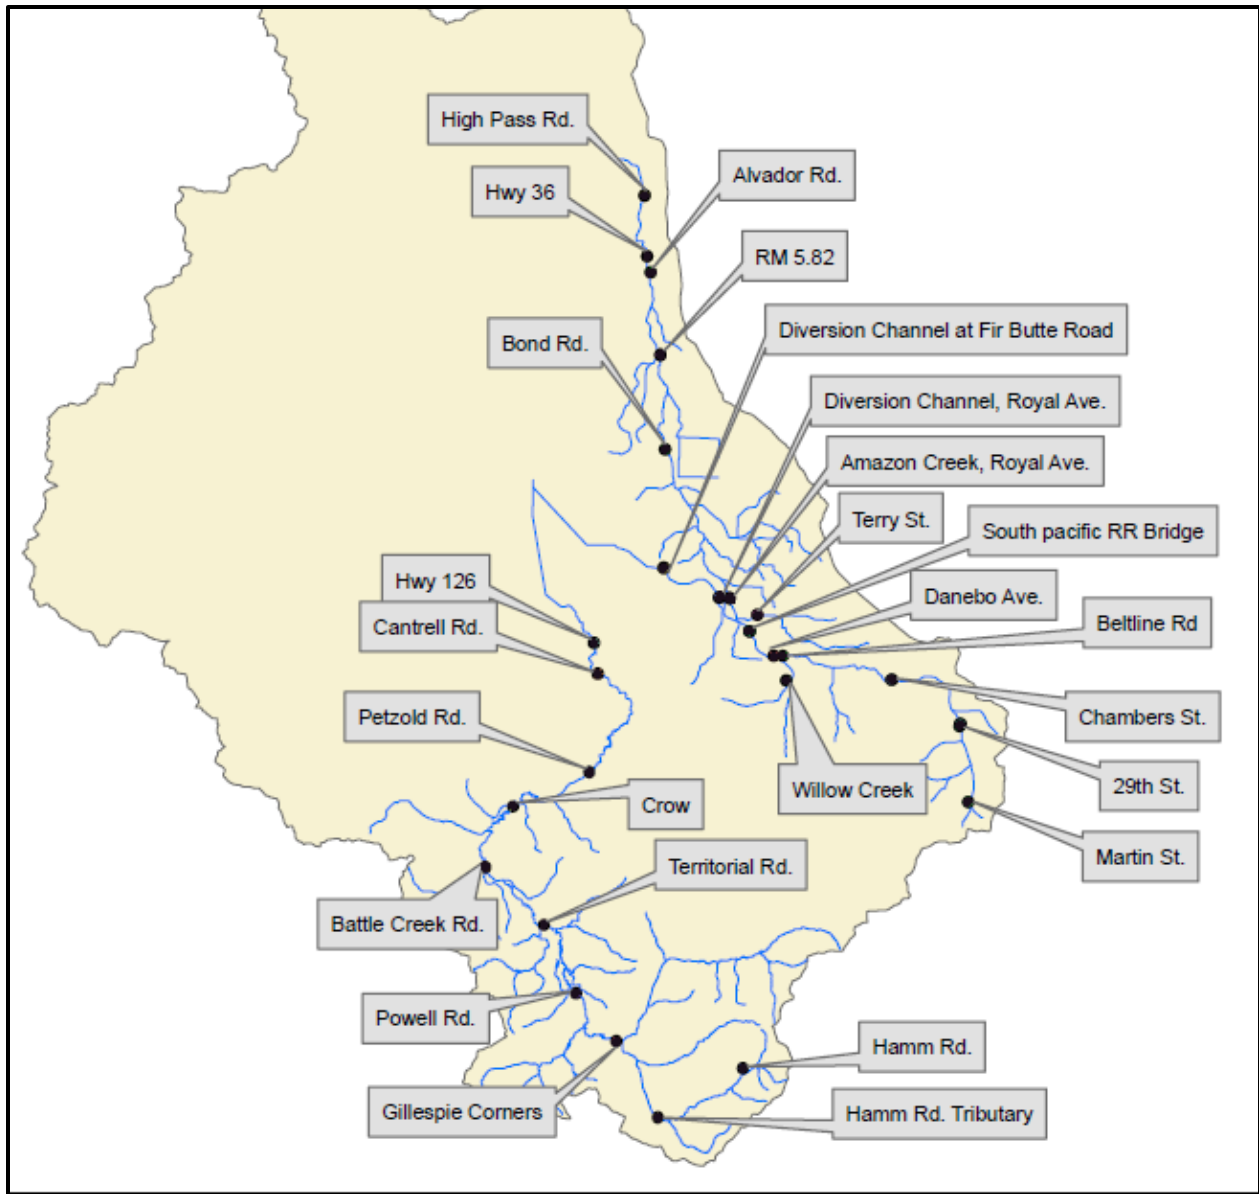 High Pass Rd.
Alvador Rd.
Hwy 36
RM 5.82
Diversion Channel at Fir Butte Road
Bond Rd.
Diversion Channel, Royal Ave.
Amazon Creek, Royal Ave.
Terry St.
South pacific RR Bridge
Hwy 126
Danebo Ave.
Cantrell Rd.
Beltline Rd
Petzold Rd.
Chambers St.
Willow Creek
29th St.
Crow
Martin St.
Territorial Rd.
Battle Creek Rd.
Powell Rd.
Hamm Rd.
Gillespie Corners
Hamm Rd. Tributary